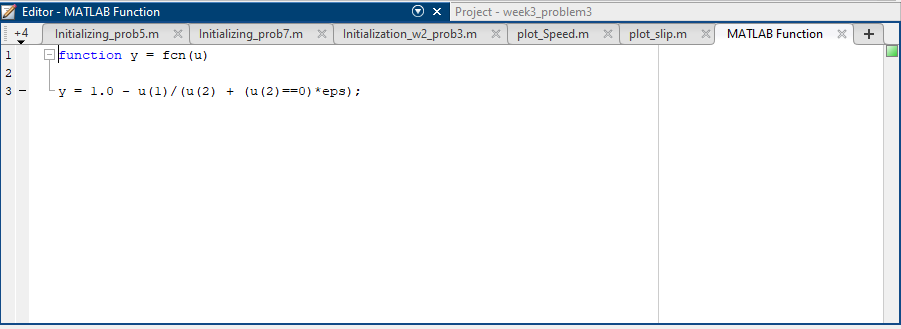 Editor - MATLAB Function
Project - week3_problem3
+4 Initializing_prob5.m Initializing_prob7.m Initialization_w2_prob3.m plot_Speed.m plot_slip.m MATLAB Function +
1 function y = fcn(u)
2
3 – y = 1.0 - u(1)/(u(2) + (u(2)==0)*eps);